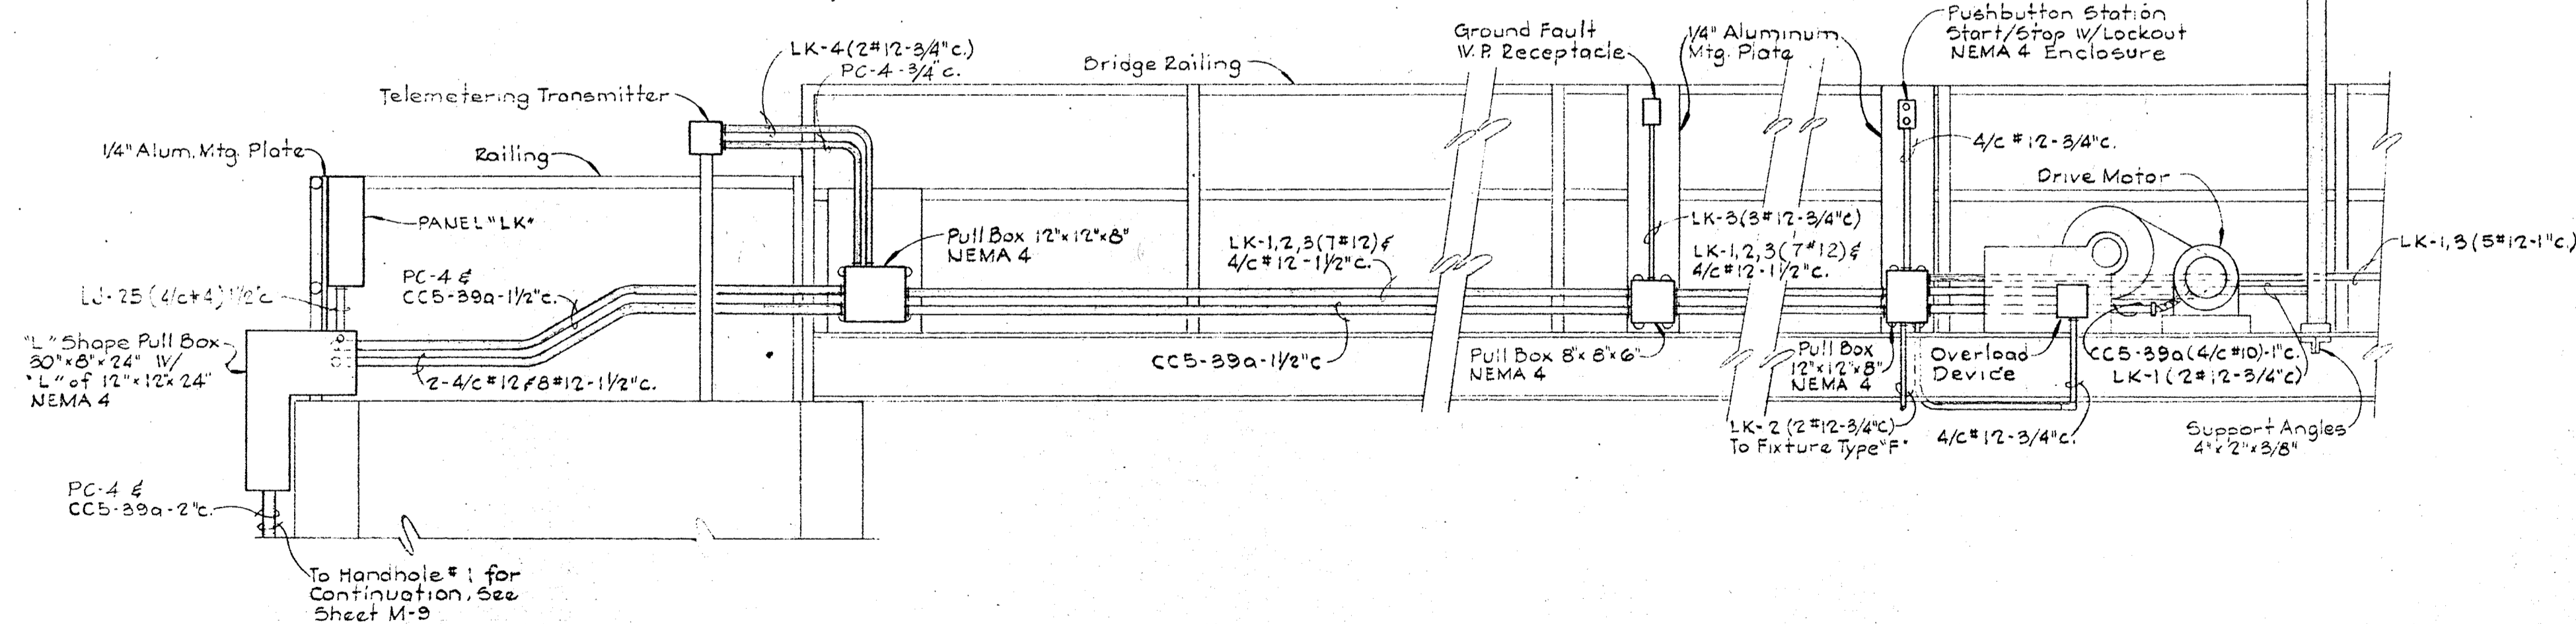 LK-4(2#12-3/4"c.)
PC-4-3/4"c.
Telemetering Transmitter
1/4" Alum. Mtg. Plate
Railing
Bridge Railing
Ground Fault
W.P. Receptacle
1/4" Aluminum
Mtg. Plate
Pushbutton Station
Start/Stop W/Lockout
NEMA 4 Enclosure
4/c #12-3/4"c.
Drive Motor
PANEL "LK"
PC-4 &
CC5-39a-1 1/2"c.
LJ-25 (4/c#4) 1 1/2"c
Pull Box 12"x12"x8"
NEMA 4
LK-1,2,3(7#12)&
4/c#12-1 1/2"c.
LK-3(3#12-3/4"c)
LK-1,2,3(7#12)&
4/c#12-1 1/2"c.
LK-1,3(5#12-1"c.)
"L" Shape Pull Box
30"x8"x24" W/
"L" of 12"x12"x24"
NEMA 4
2-4/c#12&8#12-1 1/2"c.
CC5-39a-1 1/2"c
Pull Box 8"x8"x6"
NEMA 4
Pull Box
12"x12"x8"
NEMA 4
Overload
Device
CC5-39a(4/c#10)-1"c.
LK-1(2#12-3/4"c)
LK-2(2#12-3/4"c)
To Fixture Type "F"
4/c#12-3/4"c.
Support Angles
4"x2"x3/8"
PC-4 &
CC5-39a-2"c.
To Handhole #1 for
Continuation, See
Sheet M-9